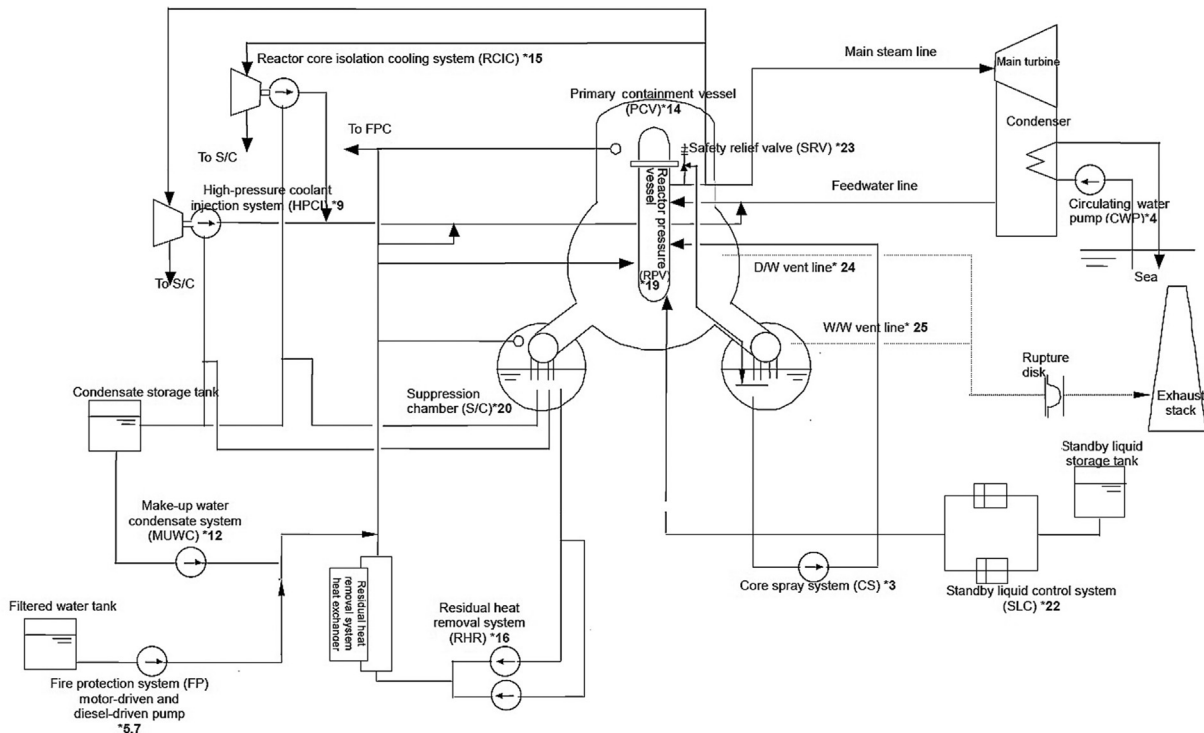 Reactor core isolation cooling system (RCIC) *15
Main steam line
Main turbine
Primary containment vessel
(PCV)*14
Condenser
To FPC
To S/C
Safety relief valve (SRV) *23
High-pressure coolant
injection system (HPCI) *9
Feedwater line
Circulating water
pump (CWP)*4
Reactor pressure
vessel
(RPV)
*19
To S/C
D/W vent line* 24
Sea
W/W vent line* 25
Rupture
disk
Condensate storage tank
Suppression
chamber (S/C)*20
Exhaust
stack
Standby liquid
storage tank
Make-up water
condensate system
(MUWC) *12
Residual heat
removal system
heat exchanoer
Core spray system (CS) *3
Standby liquid control system
(SLC) *22
Filtered water tank
Residual heat
removal system
(RHR) *16
Fire protection system (FP)
motor-driven and
diesel-driven pump
*5,7